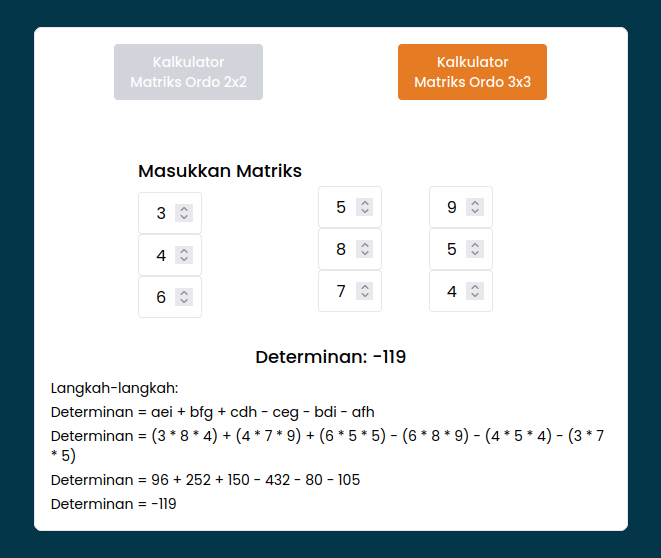 Kalkulator
Matriks Ordo 2x2
Kalkulator
Matriks Ordo 3x3
Masukkan Matriks
3 5 9
4 8 5
6 7 4
Determinan: -119
Langkah-langkah:
Determinan = aei + bfg + cdh - ceg - bdi - afh
Determinan = (3 * 8 * 4) + (4 * 7 * 9) + (6 * 5 * 5) - (6 * 8 * 9) - (4 * 5 * 4) - (3 * 7
* 5)
Determinan = 96 + 252 + 150 - 432 - 80 - 105
Determinan = -119